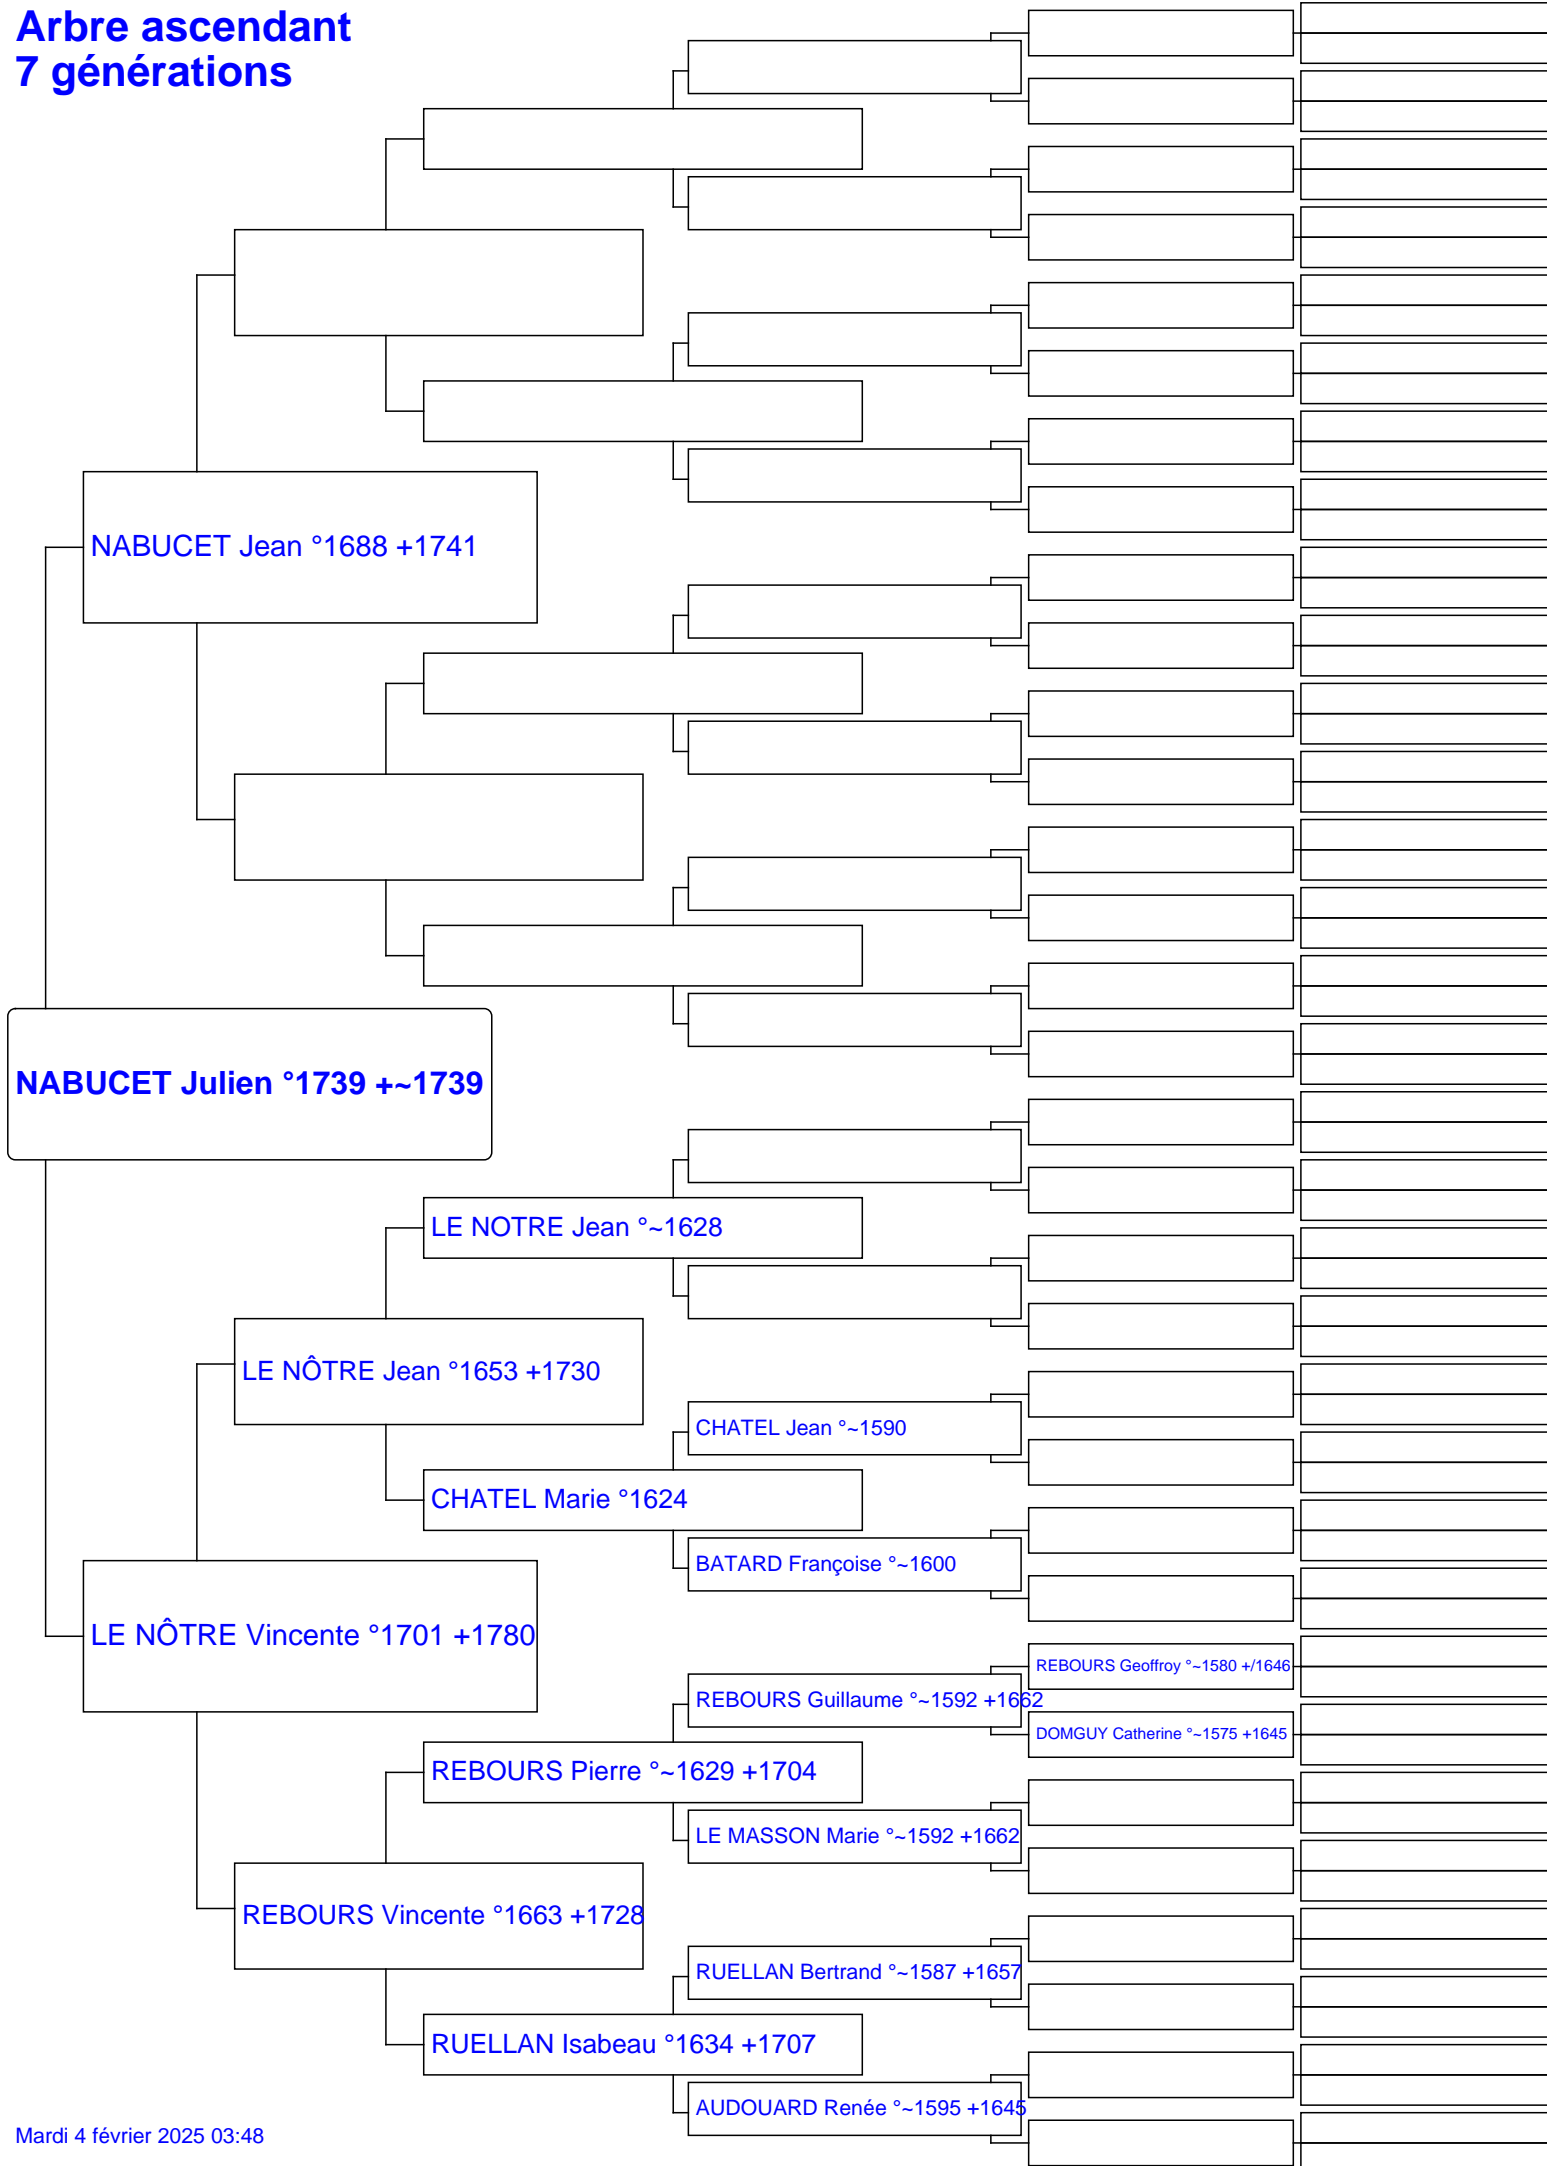 Arbre ascendant
7 générations
NABUCET Jean °1688 +1741
NABUCET Julien °1739 +~1739
LE NOTRE Jean °~1628
LE NÔTRE Jean °1653 +1730
CHATEL Jean °~1590
CHATEL Marie °1624
BATARD Françoise °~1600
LE NÔTRE Vincente °1701 +1780
REBOURS Geoffroy °~1580 +/1646
REBOURS Guillaume °~1592 +1662
DOMGUY Catherine °~1575 +1645
REBOURS Pierre °~1629 +1704
LE MASSON Marie °~1592 +1662
REBOURS Vincente °1663 +1728
RUELLAN Bertrand °~1587 +1657
RUELLAN Isabeau °1634 +1707
AUDOUARD Renée °~1595 +1645
Mardi 4 février 2025 03:48